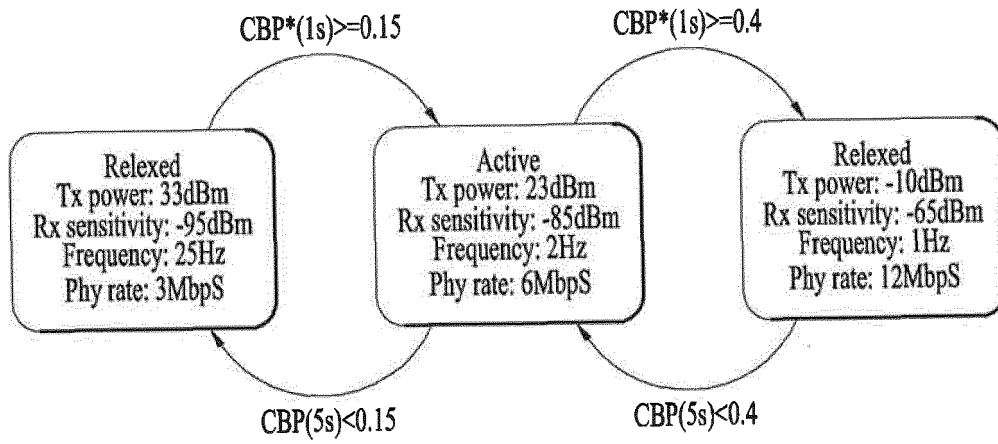 CBP*(1s)>=0.15
CBP*(1s)>=0.4
Relexed
Tx power: 33dBm
Rx sensitivity: -95dBm
Frequency: 25Hz
Phy rate: 3MbpS
Active
Tx power: 23dBm
Rx sensitivity: -85dBm
Frequency: 2Hz
Phy rate: 6MbpS
Relexed
Tx power: -10dBm
Rx sensitivity: -65dBm
Frequency: 1Hz
Phy rate: 12MbpS
CBP(5s)<0.15
CBP(5s)<0.4